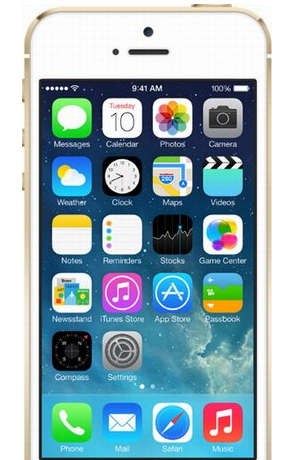 9:41 AM 100%
Tuesday
10
Messages Calendar Photos Camera
280
Weather Clock Maps Videos
Notes Reminders Stocks Game Center
Newsstand iTunes Store App Store Passbook
Compass Settings
Phone Mail Safari Music